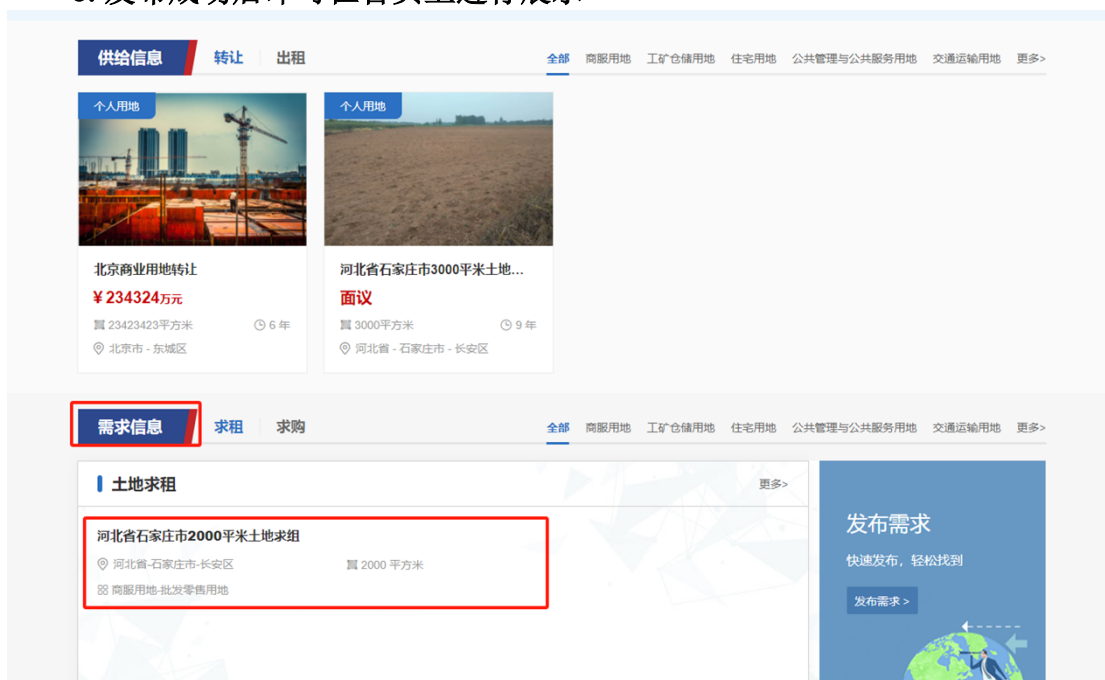 供给信息 转让 出租 全部 商服用地 工矿仓储用地 住宅用地 公共管理与公共服务用地 交通运输用地 更多>
个人用地 个人用地
北京商业用地转让 河北省石家庄市3000平米土地...
¥234324万元 面议
23423423平方米 6 年 3000平方米 9 年
北京市 - 东城区 河北省 - 石家庄市 - 长安区
需求信息 求租 求购 全部 商服用地 工矿仓储用地 住宅用地 公共管理与公共服务用地 交通运输用地 更多>
土地求租 更多>
河北省石家庄市2000平米土地求组
河北省-石家庄市-长安区 2000 平方米
商服用地-批发零售用地
发布需求
快速发布，轻松找到
发布需求 >